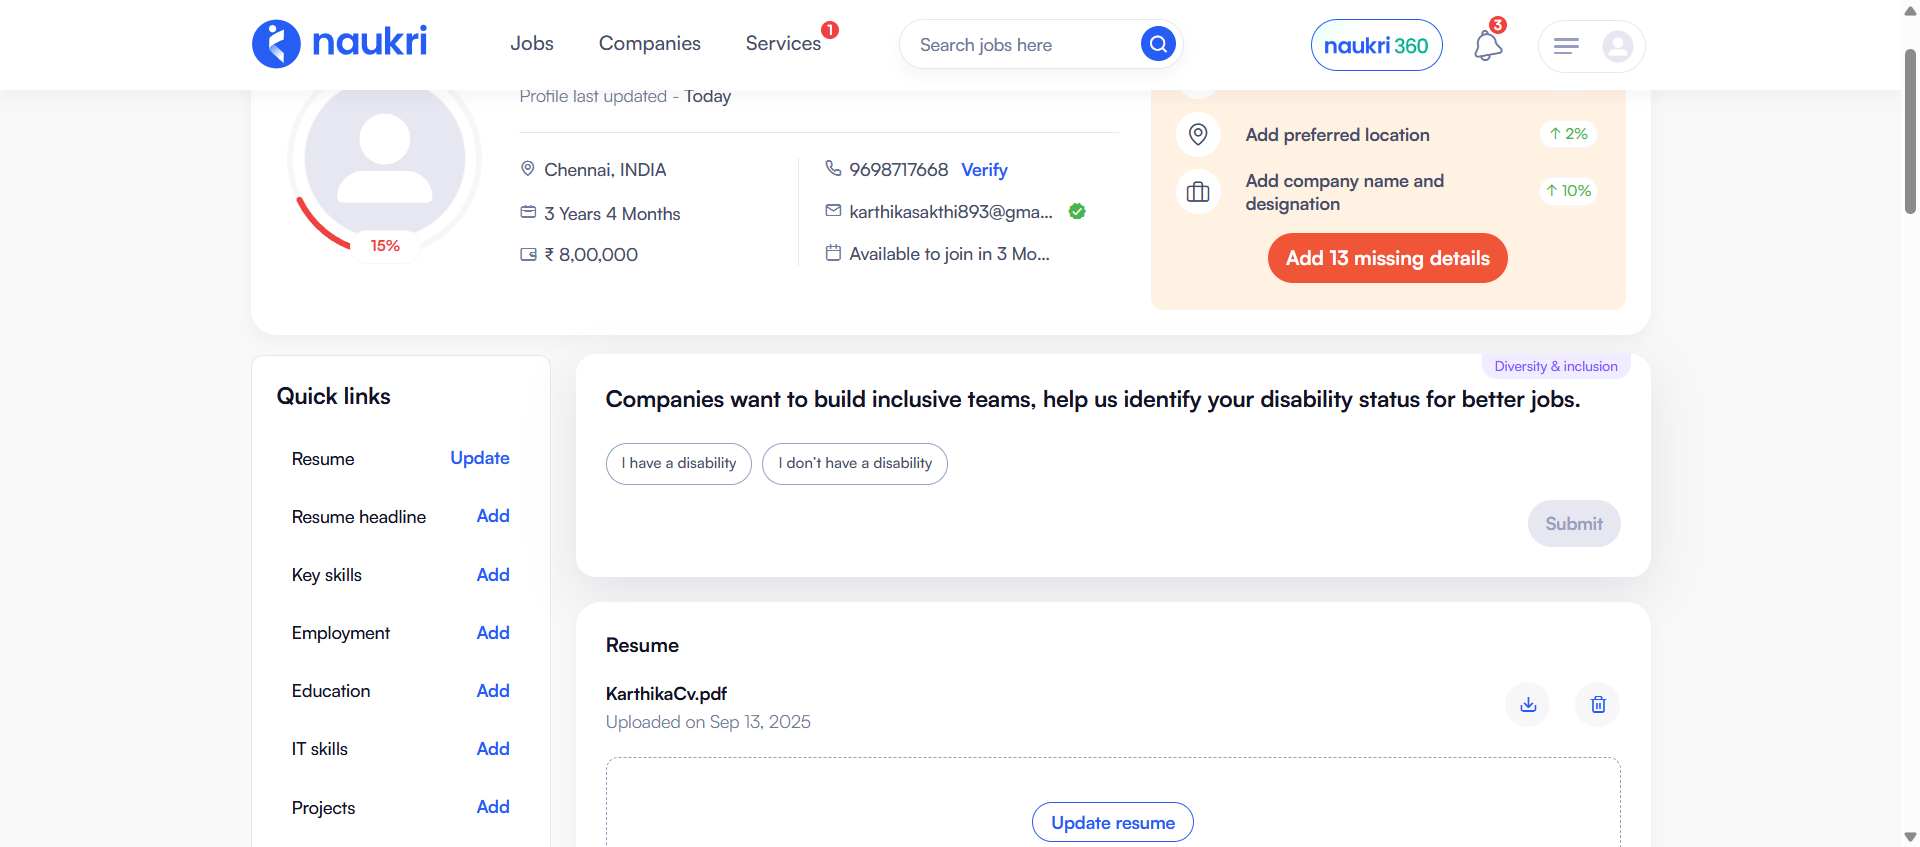 naukri
Jobs
Companies
Services
1
Search jobs here
naukri 360
3
Profile last updated - Today
15%
Chennai, INDIA
3 Years 4 Months
₹ 8,00,000
9698717668 Verify
karthikasakthi893@gma...
Available to join in 3 Mo...
Add preferred location
↑ 2%
Add company name and
designation
↑ 10%
Add 13 missing details
Quick links
Resume Update
Resume headline Add
Key skills Add
Employment Add
Education Add
IT skills Add
Projects Add
Diversity & inclusion
Companies want to build inclusive teams, help us identify your disability status for better jobs.
I have a disability
I don't have a disability
Submit
Resume
KarthikaCv.pdf
Uploaded on Sep 13, 2025
Update resume